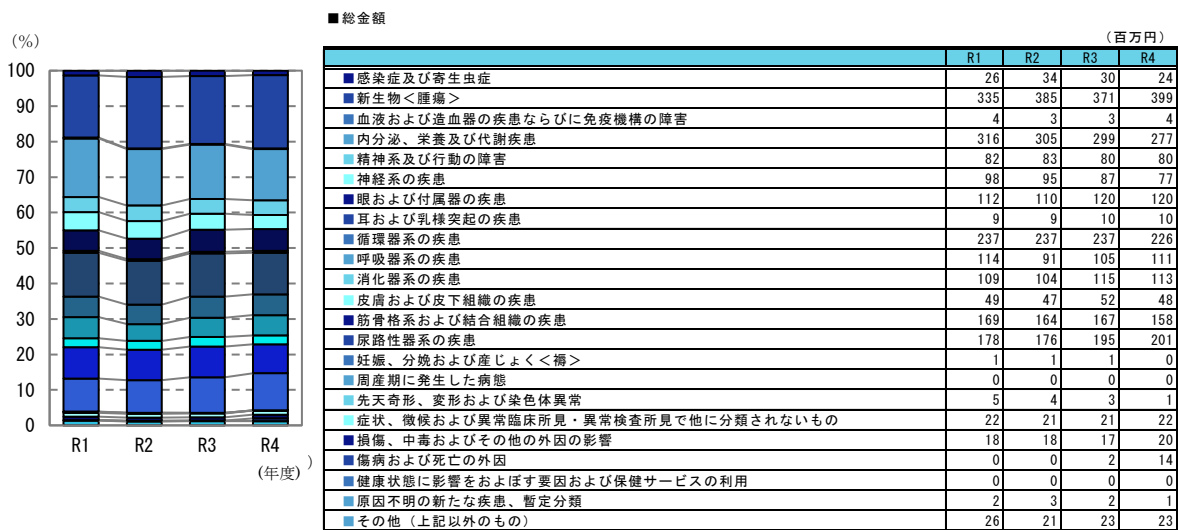 ■総金額
(%)
（百万円）
R1 R2 R3 R4
■感染症及び寄生虫症 26 34 30 24
■新生物＜腫瘍＞ 335 385 371 399
■血液および造血器の疾患ならびに免疫機構の障害 4 3 3 4
■内分泌、栄養及び代謝疾患 316 305 299 277
■精神系及び行動の障害 82 83 80 80
■神経系の疾患 98 95 87 77
■眼および付属器の疾患 112 110 120 120
■耳および乳様突起の疾患 9 9 10 10
■循環器系の疾患 237 237 237 226
■呼吸器系の疾患 114 91 105 111
■消化器系の疾患 109 104 115 113
■皮膚および皮下組織の疾患 49 47 52 48
■筋骨格系および結合組織の疾患 169 164 167 158
■尿路性器系の疾患 178 176 195 201
■妊娠、分娩および産じょく＜褥＞ 1 1 1 0
■周産期に発生した病態 0 0 0 0
■先天奇形、変形および染色体異常 5 4 3 1
■症状、徴候および異常臨床所見・異常検査所見で他に分類されないもの 22 21 21 22
■損傷、中毒およびその他の外因の影響 18 18 17 20
■傷病および死亡の外因 0 0 2 14
■健康状態に影響をおよぼす要因および保健サービスの利用 0 0 0 0
■原因不明の新たな疾患、暫定分類 2 3 2 1
■その他（上記以外のもの） 26 21 23 23
100
90
80
70
60
50
40
30
20
10
0
R1 R2 R3 R4
(年度)
)